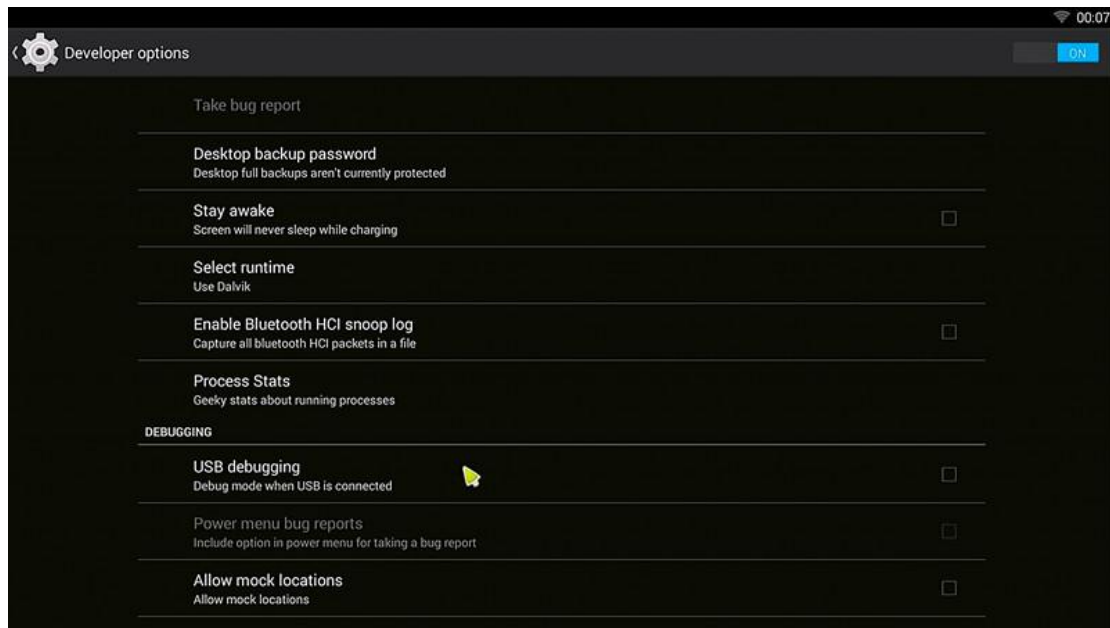 00:07
Developer options
ON
Take bug report
Desktop backup password
Desktop full backups aren't currently protected
Stay awake
Screen will never sleep while charging
Select runtime
Use Dalvik
Enable Bluetooth HCI snoop log
Capture all bluetooth HCI packets in a file
Process Stats
Geeky stats about running processes
DEBUGGING
USB debugging
Debug mode when USB is connected
Power menu bug reports
Include option in power menu for taking a bug report
Allow mock locations
Allow mock locations